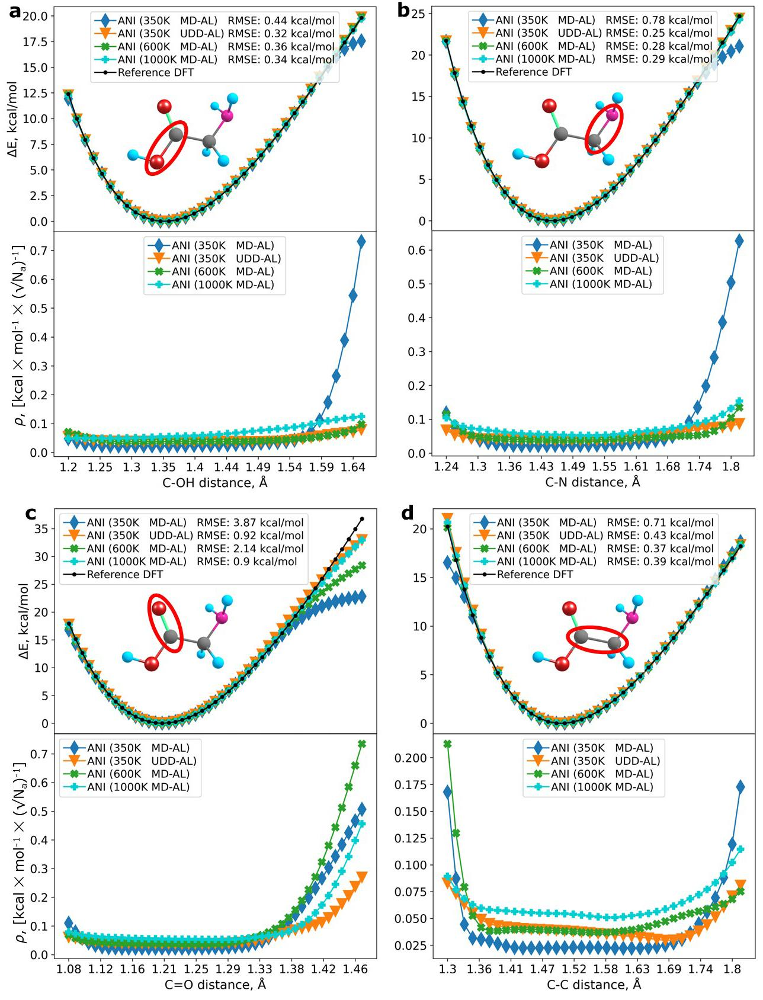 a
20.0
17.5
15.0
12.5
10.0
7.5
5.0
2.5
0.0
ΔE, kcal/mol
ANI (350K MD-AL) RMSE: 0.44 kcal/mol
ANI (350K UDD-AL) RMSE: 0.32 kcal/mol
ANI (600K MD-AL) RMSE: 0.36 kcal/mol
ANI (1000K MD-AL) RMSE: 0.34 kcal/mol
Reference DFT
0.7
0.6
0.5
0.4
0.3
0.2
0.1
0.0
ρ, [kcal × mol⁻¹ × (√Nₐ)⁻¹]
ANI (350K MD-AL)
ANI (350K UDD-AL)
ANI (600K MD-AL)
ANI (1000K MD-AL)
1.2 1.25 1.3 1.35 1.4 1.44 1.49 1.54 1.59 1.64
C-OH distance, Å
b
25
20
15
10
5
0
ANI (350K MD-AL) RMSE: 0.78 kcal/mol
ANI (350K UDD-AL) RMSE: 0.25 kcal/mol
ANI (600K MD-AL) RMSE: 0.28 kcal/mol
ANI (1000K MD-AL) RMSE: 0.29 kcal/mol
Reference DFT
0.6
0.5
0.4
0.3
0.2
0.1
0.0
ANI (350K MD-AL)
ANI (350K UDD-AL)
ANI (600K MD-AL)
ANI (1000K MD-AL)
1.24 1.3 1.36 1.43 1.49 1.55 1.61 1.68 1.74 1.8
C-N distance, Å
c
35
30
25
20
15
10
5
0
ΔE, kcal/mol
ANI (350K MD-AL) RMSE: 3.87 kcal/mol
ANI (350K UDD-AL) RMSE: 0.92 kcal/mol
ANI (600K MD-AL) RMSE: 2.14 kcal/mol
ANI (1000K MD-AL) RMSE: 0.9 kcal/mol
Reference DFT
0.7
0.6
0.5
0.4
0.3
0.2
0.1
0.0
ρ, [kcal × mol⁻¹ × (√Nₐ)⁻¹]
ANI (350K MD-AL)
ANI (350K UDD-AL)
ANI (600K MD-AL)
ANI (1000K MD-AL)
1.08 1.12 1.17 1.21 1.25 1.29 1.33 1.38 1.42 1.46
C=O distance, Å
d
20
15
10
5
0
ANI (350K MD-AL) RMSE: 0.71 kcal/mol
ANI (350K UDD-AL) RMSE: 0.43 kcal/mol
ANI (600K MD-AL) RMSE: 0.37 kcal/mol
ANI (1000K MD-AL) RMSE: 0.39 kcal/mol
Reference DFT
0.200
0.175
0.150
0.125
0.100
0.075
0.050
0.025
ANI (350K MD-AL)
ANI (350K UDD-AL)
ANI (600K MD-AL)
ANI (1000K MD-AL)
1.3 1.36 1.41 1.47 1.52 1.58 1.63 1.69 1.74 1.8
C-C distance, Å